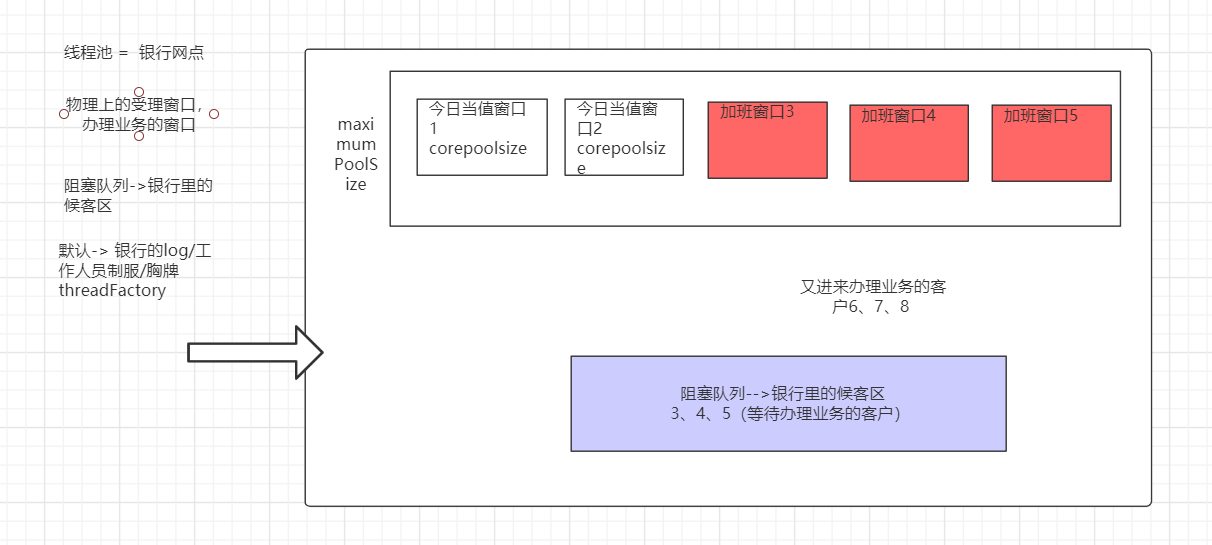 线程池 = 银行网点
物理上的受理窗口，
办理业务的窗口
阻塞队列->银行里的
候客区
默认-> 银行的log/工
作人员制服/胸牌
threadFactory
maxi
mum
PoolS
ize
今日当值窗口
1
corepoolsize
今日当值窗
口2
corepoolsiz
e
加班窗口3
加班窗口4
加班窗口5
又进来办理业务的客
户6、7、8
阻塞队列-->银行里的候客区
3、4、5（等待办理业务的客户）